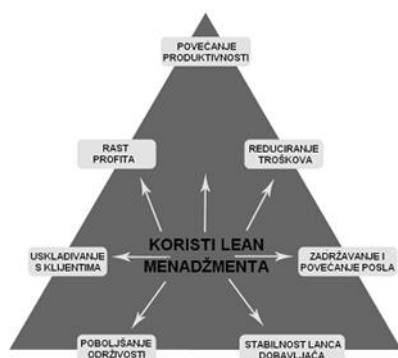 POVEĆANJE
PRODUKTIVNOSTI
RAST
PROFITA
REDUCIRANJE
TROŠKOVA
KORISTI LEAN
MENADŽMENTA
USKLAĐIVANJE
S KLIJENTIMA
ZADRŽAVANJE I
POVEĆANJE POSLA
POBOLJŠANJE
ODRŽIVOSTI
STABILNOST LANCA
DOBAVLJAČA